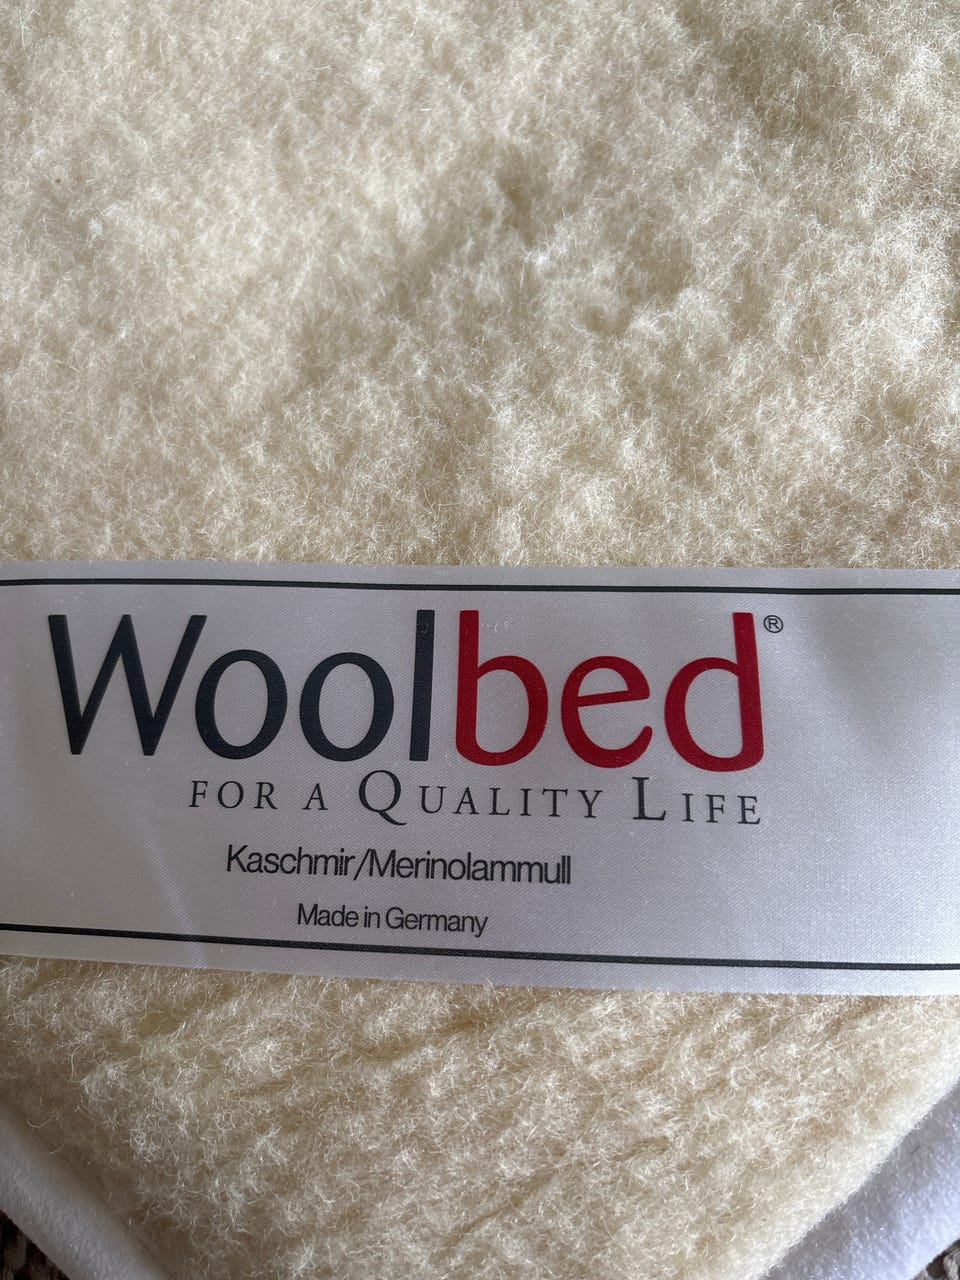 Woolbed®
FOR A QUALITY LIFE
Kaschmir/Merinolammull
Made in Germany